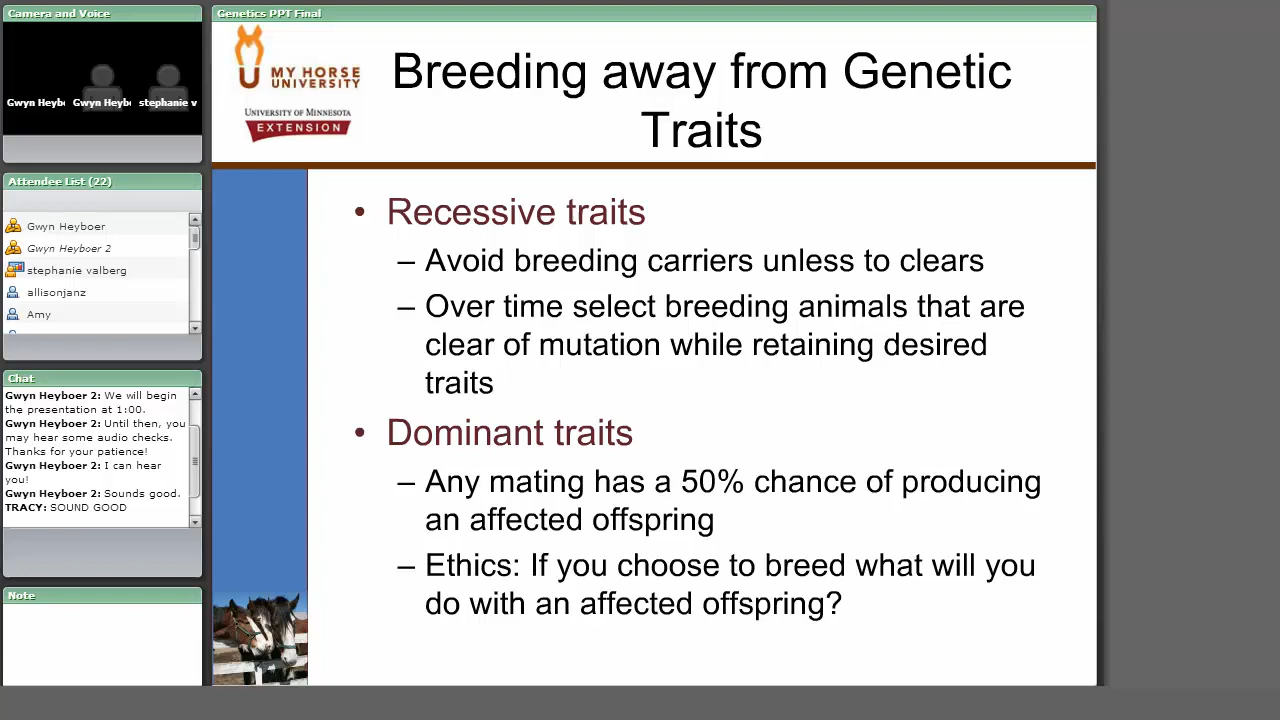 Camera and Voice
Gwyn Heyb
Gwyn Heyb
stephanie v
Attendee List (22)
Gwyn Heyboer
Gwyn Heyboer 2
stephanie valberg
allisonjanz
Amy
Chat
Gwyn Heyboer 2: We will begin
the presentation at 1:00.
Gwyn Heyboer 2: Until then, you
may hear some audio checks.
Thanks for your patience!
Gwyn Heyboer 2: I can hear
you!
Gwyn Heyboer 2: Sounds good.
TRACY: SOUND GOOD
Note
Genetics PPT Final
MY HORSE
UNIVERSITY
UNIVERSITY OF MINNESOTA
EXTENSION
Breeding away from Genetic
Traits
• Recessive traits
– Avoid breeding carriers unless to clears
– Over time select breeding animals that are
clear of mutation while retaining desired
traits
• Dominant traits
– Any mating has a 50% chance of producing
an affected offspring
– Ethics: If you choose to breed what will you
do with an affected offspring?